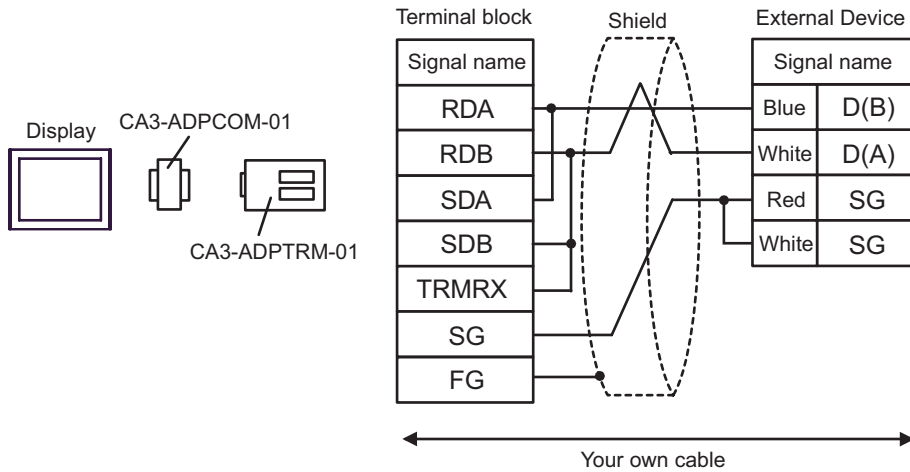 Display
CA3-ADPCOM-01
CA3-ADPTRM-01
Terminal block
Signal name
RDA
RDB
SDA
SDB
TRMRX
SG
FG
Shield
External Device
Signal name
Blue D(B)
White D(A)
Red SG
White SG
Your own cable